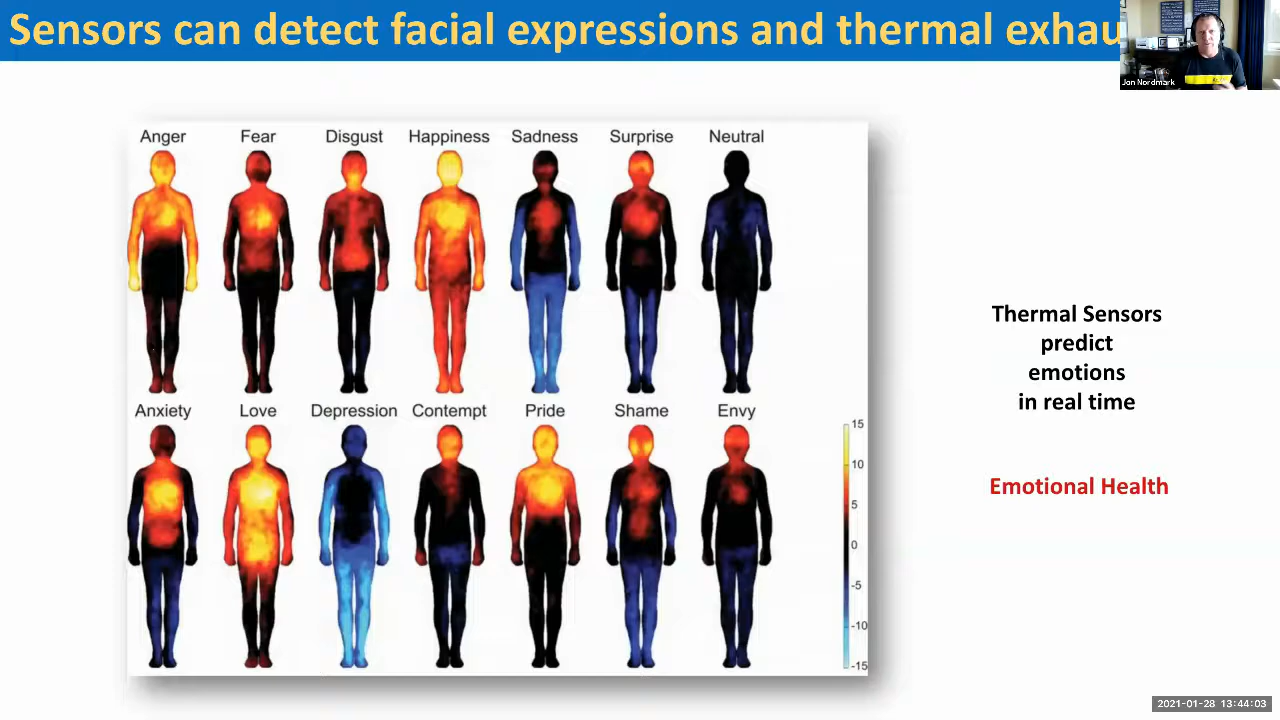 Sensors can detect facial expressions and thermal exhau
Jon Nordmark
Anger Fear Disgust Happiness Sadness Surprise Neutral
Anxiety Love Depression Contempt Pride Shame Envy
15
10
5
0
-5
-10
-15
Thermal Sensors
predict
emotions
in real time
Emotional Health
2021-01-28 13:44:03